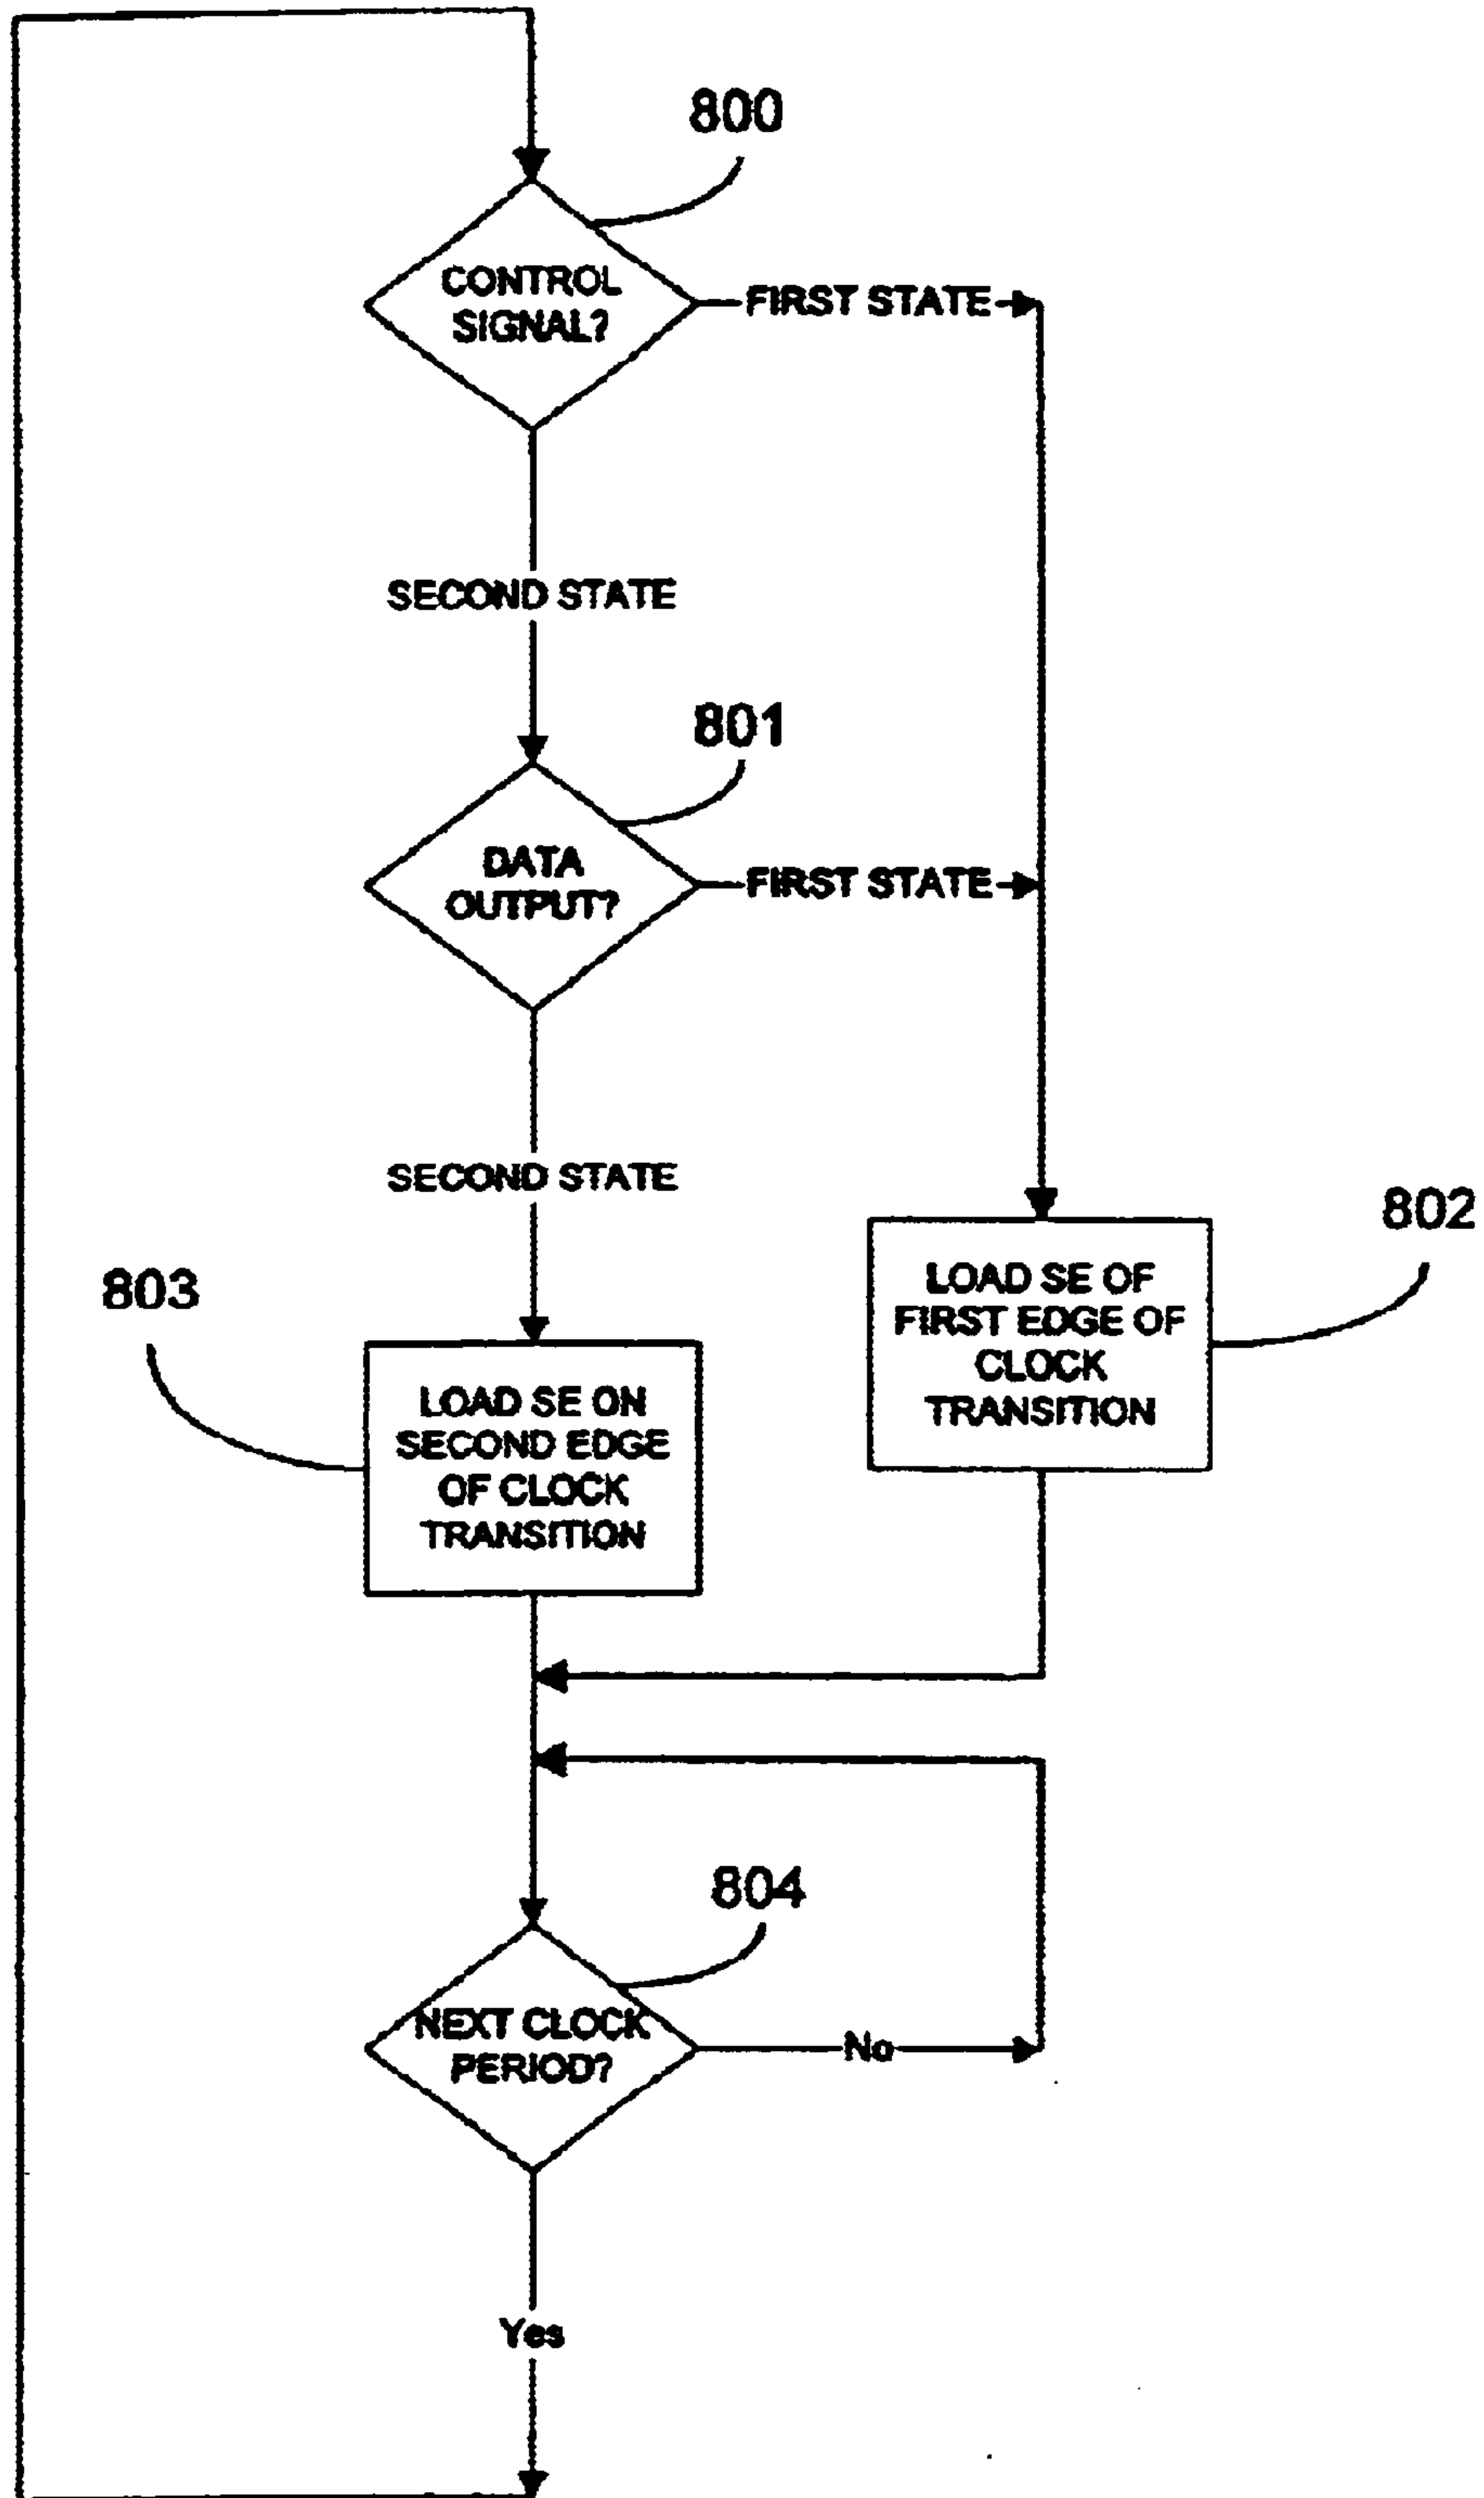 800
CONTROL
SIGNAL?
FIRST STATE
SECOND STATE
801
DATA
OUTPUT?
FIRST STATE
SECOND STATE
802
LOAD SE OF
FIRST EDGE OF
CLOCK
TRANSITION
803
LOAD SE ON
SECOND EDGE
OF CLOCK
TRANSITION
804
NEXT CLOCK
PERIOD?
No
Yes